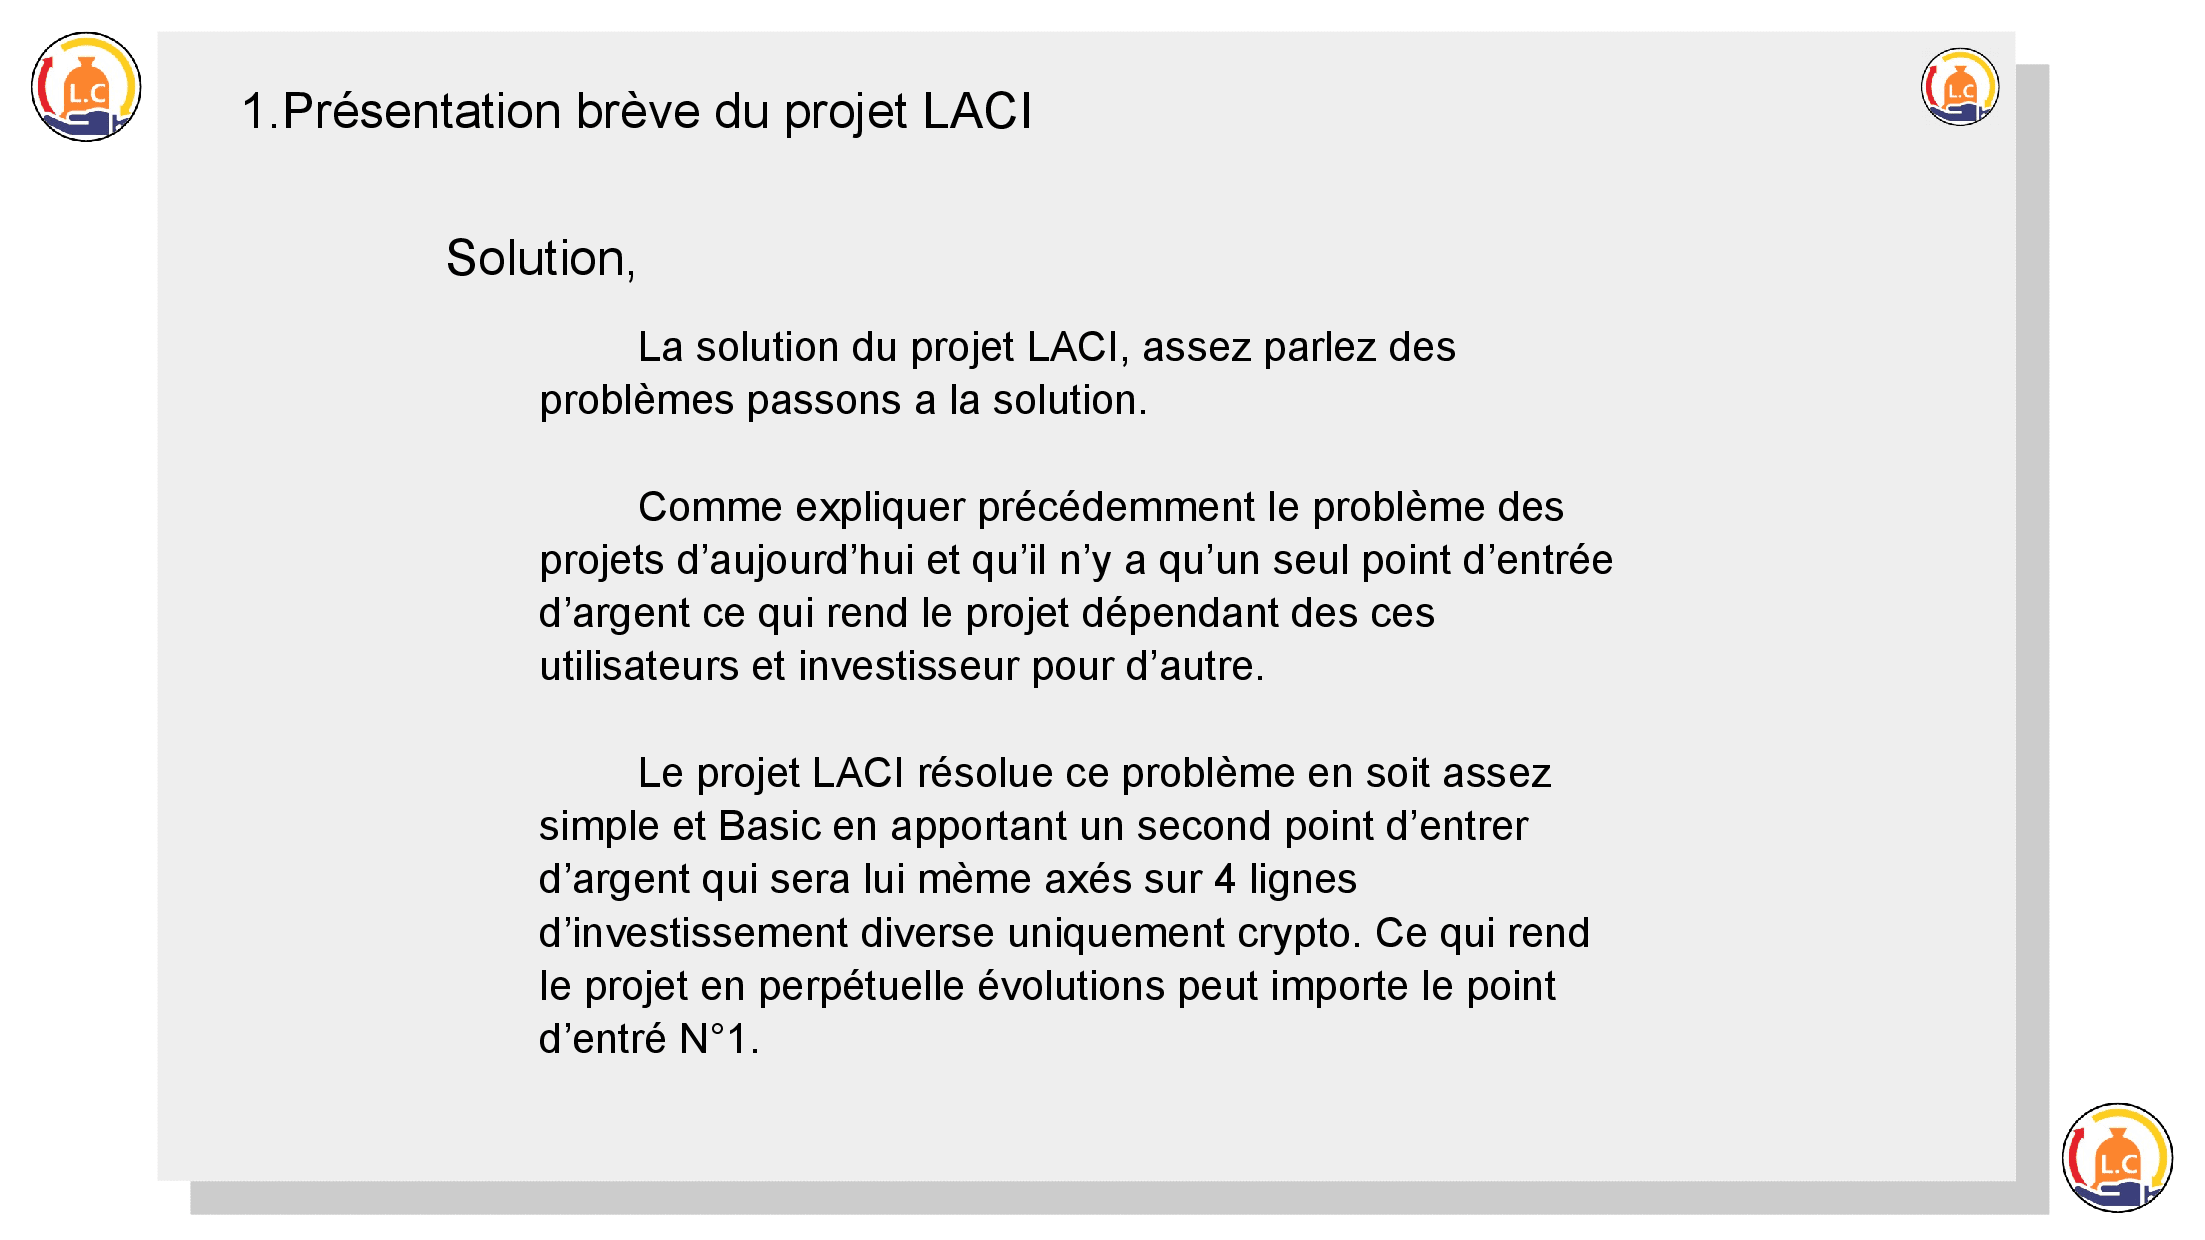 L.C
L.C
1.Présentation brève du projet LACI
Solution,
La solution du projet LACI, assez parlez des
problèmes passons a la solution.
Comme expliquer précédemment le problème des
projets d’aujourd’hui et qu’il n’y a qu’un seul point d’entrée
d’argent ce qui rend le projet dépendant des ces
utilisateurs et investisseur pour d’autre.
Le projet LACI résolue ce problème en soit assez
simple et Basic en apportant un second point d’entrer
d’argent qui sera lui mème axés sur 4 lignes
d’investissement diverse uniquement crypto. Ce qui rend
le projet en perpétuelle évolutions peut importe le point
d’entré N°1.
L.C